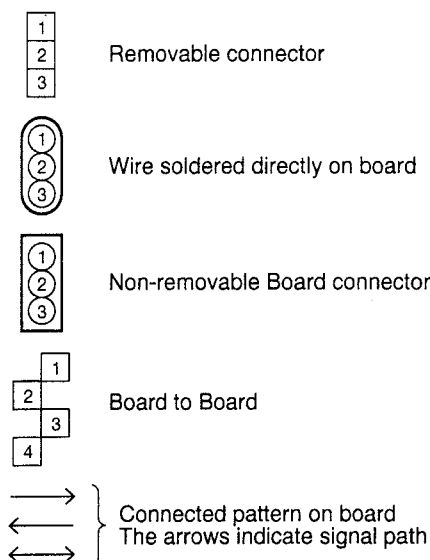 1
2
3
Removable connector
1
2
3
Wire soldered directly on board
1
2
3
Non-removable Board connector
1
2
3
4
Board to Board
Connected pattern on board
The arrows indicate signal path